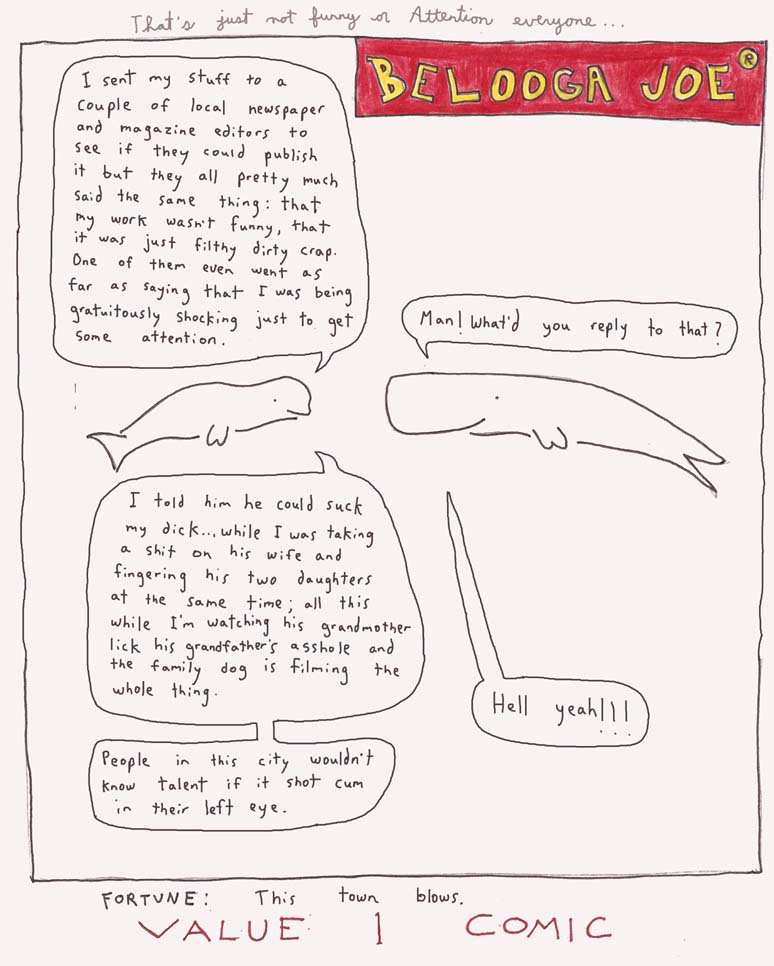 That's just not funny or Attention everyone...
BELOOGA JOE®
I sent my stuff to a
couple of local newspaper
and magazine editors to
see if they could publish
it but they all pretty much
said the same thing: that
my work wasn't funny, that
it was just filthy dirty crap.
One of them even went as
far as saying that I was being
gratuitously shocking just to get
some attention.
Man! What'd you reply to that?
I told him he could suck
my dick... while I was taking
a shit on his wife and
fingering his two daughters
at the same time; all this
while I'm watching his grandmother
lick his grandfather's asshole and
the family dog is filming the
whole thing.
Hell yeah!!!
People in this city wouldn't
know talent if it shot cum
in their left eye.
FORTUNE: This town blows.
VALUE 1 COMIC